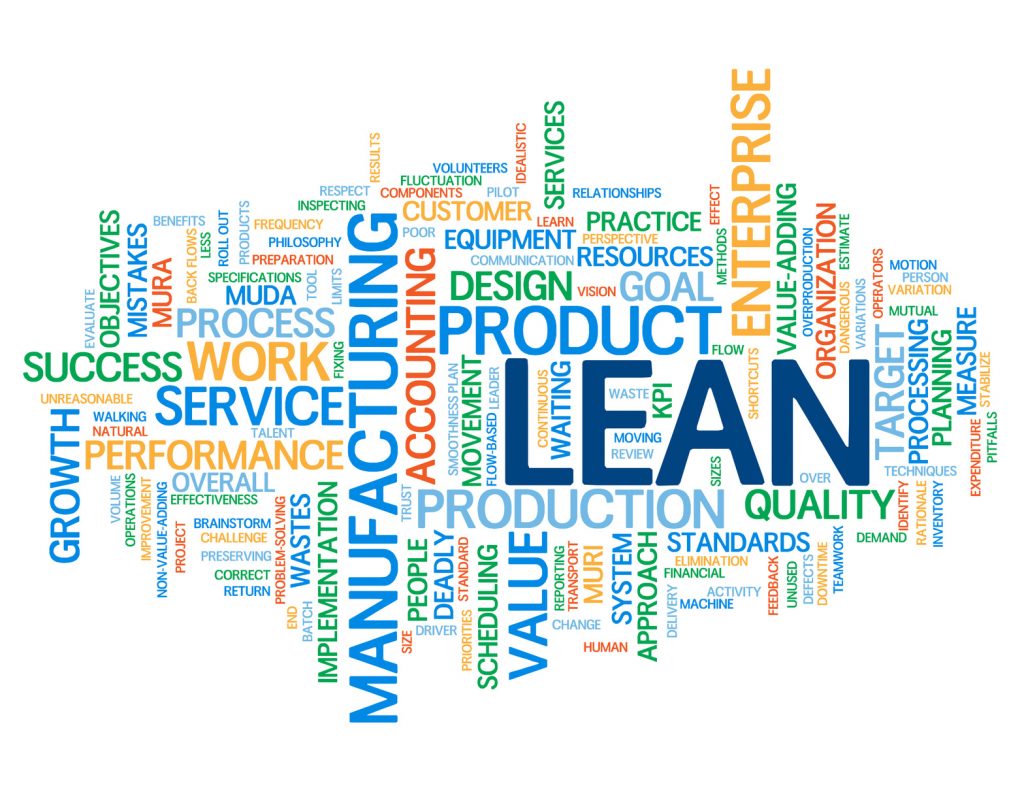 ENTERPRISE
SERVICES
IDEALISTIC
RESULTS
VOLUNTEERS
FLUCTUATION
RESPECT
COMPONENTS
PILOT
RELATIONSHIPS
INSPECTING
CUSTOMER
LEARN
PRACTICE
EFFECT
VALUE-ADDING
OBJECTIVES
BENEFITS
ROLL OUT
PRODUCTS
FREQUENCY
MANUFACTURING
POOR
EQUIPMENT
PERSPECTIVE
METHODS
OVERPRODUCTION
ORGANIZATION
ESTIMATE
MISTAKES
BACK FLOWS
LESS
PHILOSOPHY
ACCOUNTING
COMMUNICATION
RESOURCES
DANGEROUS
VARIATIONS
OPERATORS
MOTION
PERSON
VARIATION
MURA
PREPARATION
SPECIFICATIONS
TOOL
LIMITS
DESIGN
VISION
GOAL
MUTUAL
EVALUATE
MUDA
PROCESS
PRODUCT
FLOW
TARGET
PROCESSING
PLANNING
MEASURE
SUCCESS
WORK
FIXING
MOVEMENT
SMOOTHNESS PLAN
LEADER
FLOW-BASED
CONTINUOUS
WAITING
LEAN
WASTE
KPI
SHORTCUTS
STABILIZE
UNREASONABLE
SERVICE
WALKING
NATURAL
TALENT
MOVING
REVIEW
SIZES
OVER
TECHNIQUES
EXPENDITURE
PITFALLS
GROWTH
PERFORMANCE
OVERALL
EFFECTIVENESS
VOLUME
OPERATIONS
IMPROVEMENT
NON-VALUE-ADDING
PROJECT
TRUST
PRODUCTION
QUALITY
IDENTIFY
RATIONALE
INVENTORY
BRAINSTORM
CHALLENGE
PRESERVING
CORRECT
RETURN
PROBLEM-SOLVING
WASTES
IMPLEMENTATION
END
BATCH
PEOPLE
DEADLY
STANDARD
SCHEDULING
VALUE
REPORTING
TRANSPORT
MURI
SYSTEM
APPROACH
STANDARDS
ELIMINATION
FINANCIAL
DEMAND
TEAMWORK
DEFECTS
DOWNTIME
UNUSED
FEEDBACK
ACTIVITY
MACHINE
DELIVERY
SIZE
DRIVER
PRIORITIES
CHANGE
HUMAN